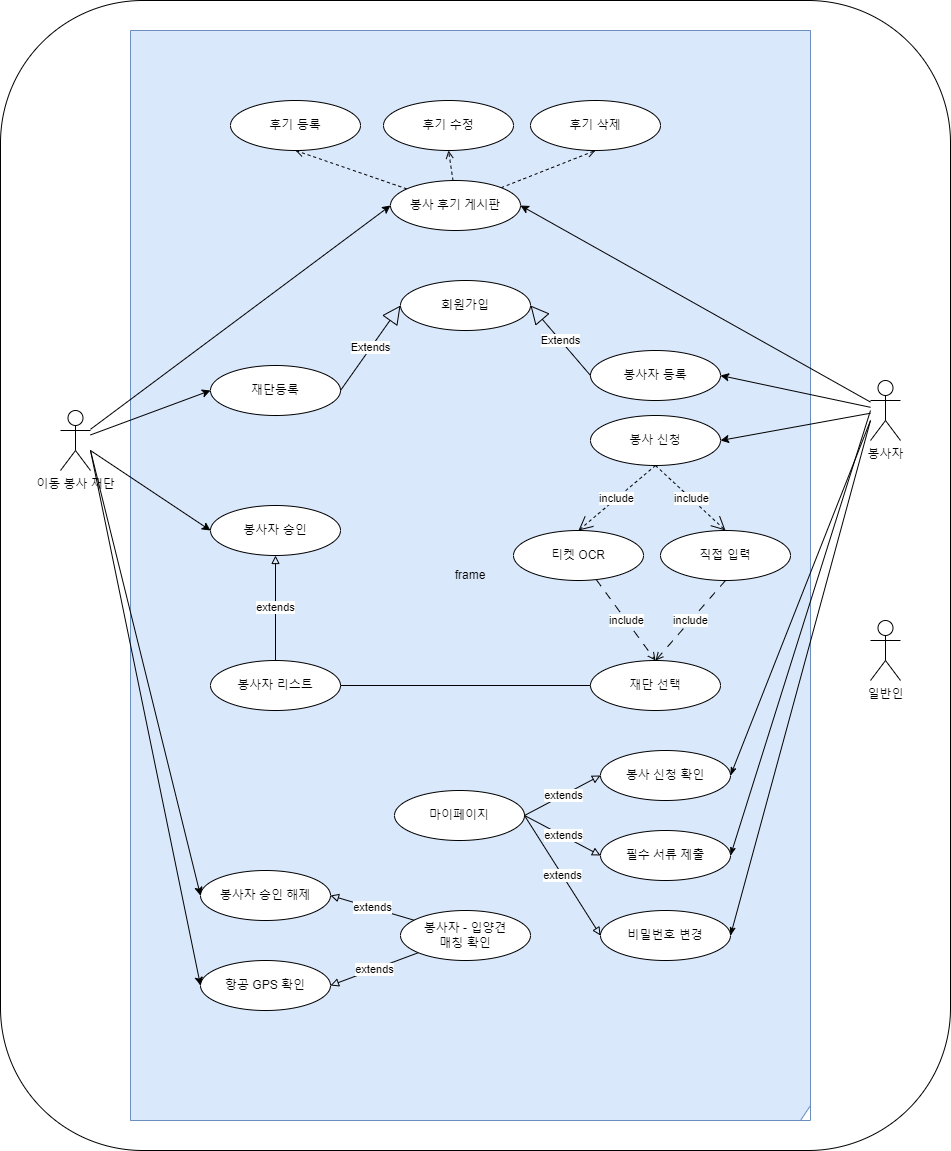 후기 등록
후기 수정
후기 삭제
봉사 후기 게시판
회원가입
Extends
Extends
재단등록
봉사자 등록
봉사 신청
봉사자
이동 봉사 재단
include
include
봉사자 승인
티켓 OCR
직접 입력
frame
extends
include
include
봉사자 리스트
재단 선택
일반인
봉사 신청 확인
extends
마이페이지
extends
필수 서류 제출
extends
봉사자 승인 해제
extends
봉사자 - 입양견
매칭 확인
비밀번호 변경
extends
항공 GPS 확인